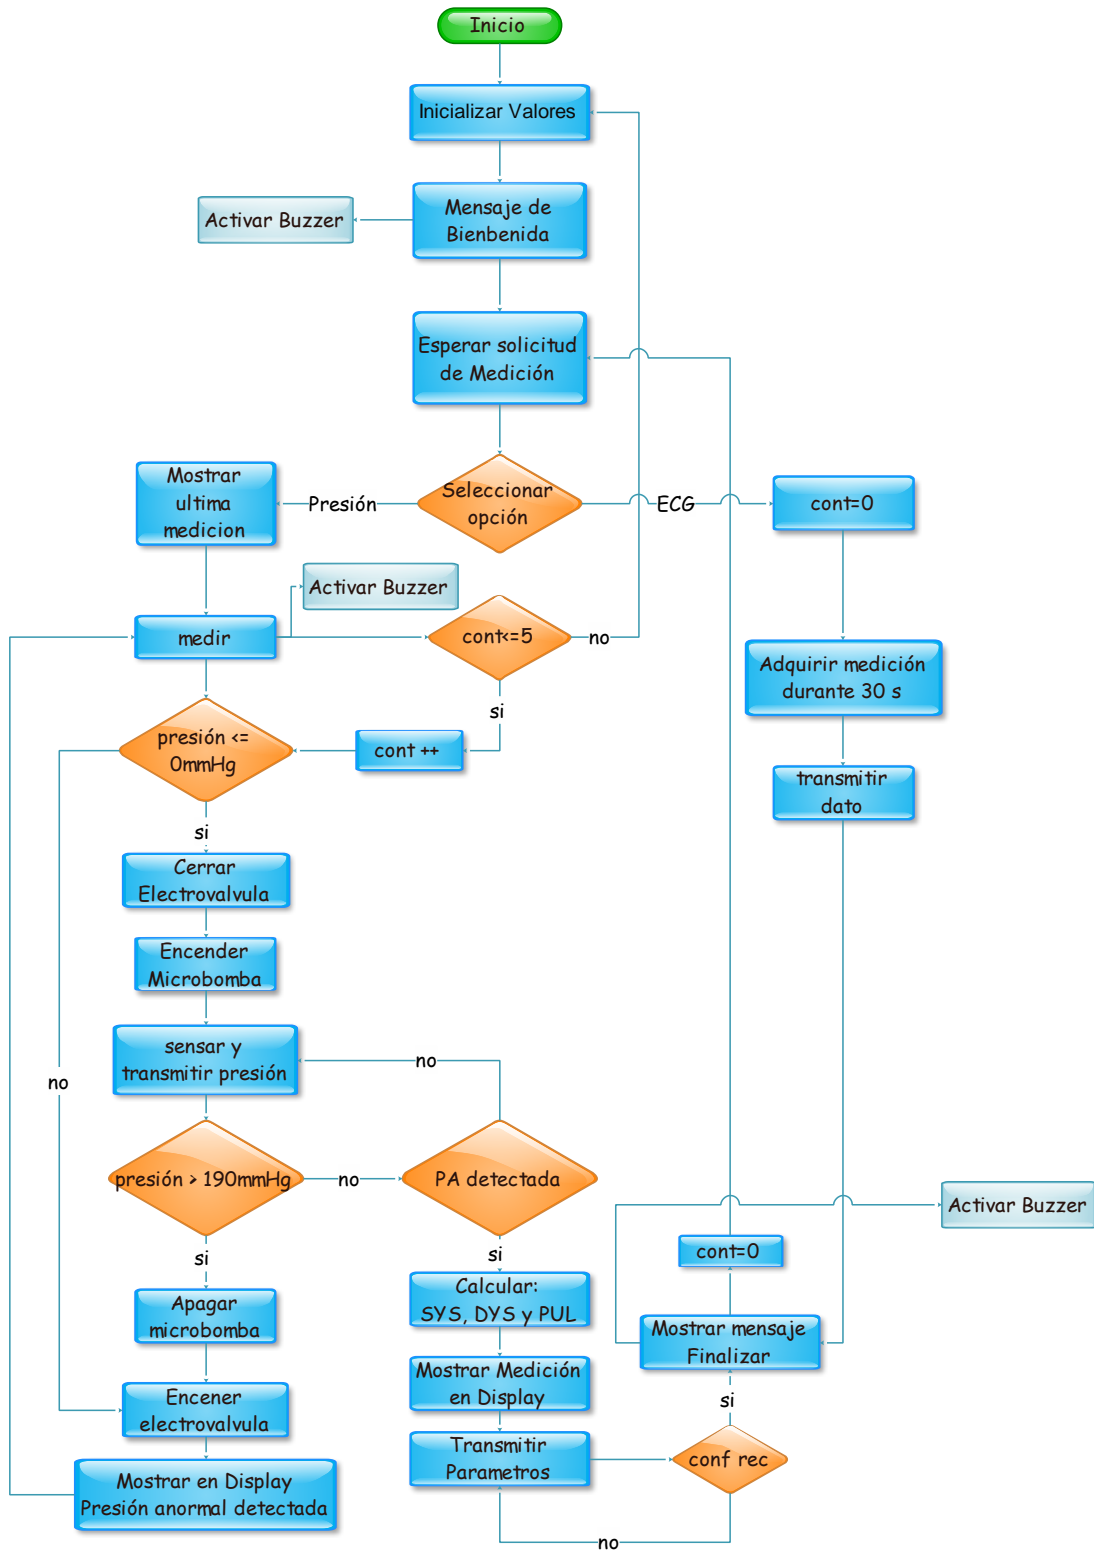 Inicio
Inicializar Valores
Mensaje de
Bienbenida
Activar Buzzer
Esperar solicitud
de Medición
Seleccionar
opción
Presión
ECG
Mostrar
ultima
medicion
cont=0
Activar Buzzer
medir
cont<=5
no
Adquirir medición
durante 30 s
si
presión <=
0mmHg
cont ++
transmitir
dato
si
Cerrar
Electrovalvula
Encender
Microbomba
sensar y
transmitir presión
no
no
presión > 190mmHg
no
PA detectada
Activar Buzzer
si
si
cont=0
Calcular:
SYS, DYS y PUL
Apagar
microbomba
Mostrar mensaje
Finalizar
Mostrar Medición
en Display
Encener
electrovalvula
si
Transmitir
Parametros
conf rec
Mostrar en Display
Presión anormal detectada
no